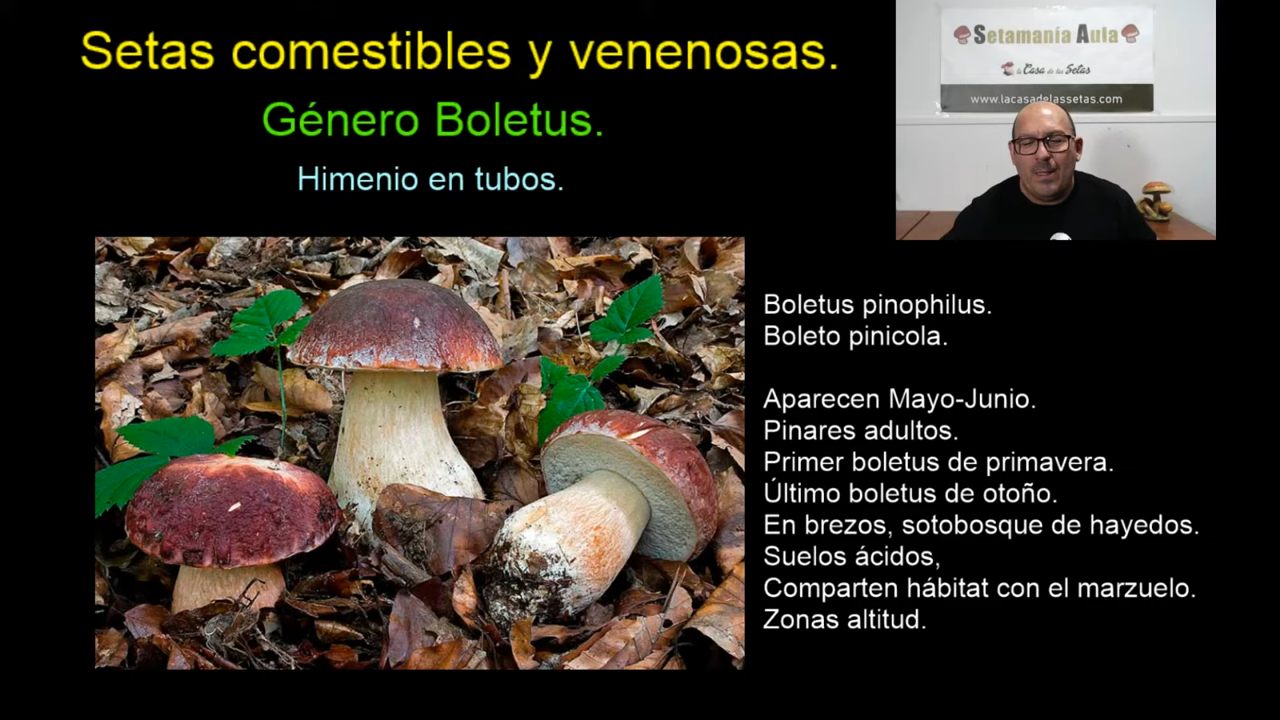 Setas comestibles y venenosas.
Género Boletus.
Himenio en tubos.
Setamanía Aula
la Casa de las Setas
www.lacasadelassetas.com
Boletus pinophilus.
Boleto pinicola.
Aparecen Mayo-Junio.
Pinares adultos.
Primer boletus de primavera.
Último boletus de otoño.
En brezos, sotobosque de hayedos.
Suelos ácidos,
Comparten hábitat con el marzuelo.
Zonas altitud.